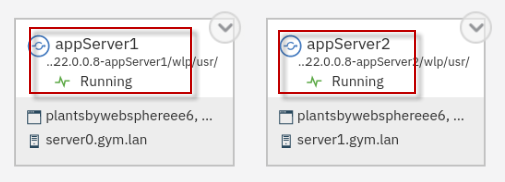 appServer1
..22.0.0.8-appServer1/wlp/usr/
Running
plantsbywebsphereee6, ...
server0.gym.lan
appServer2
..22.0.0.8-appServer2/wlp/usr/
Running
plantsbywebsphereee6, ...
server1.gym.lan